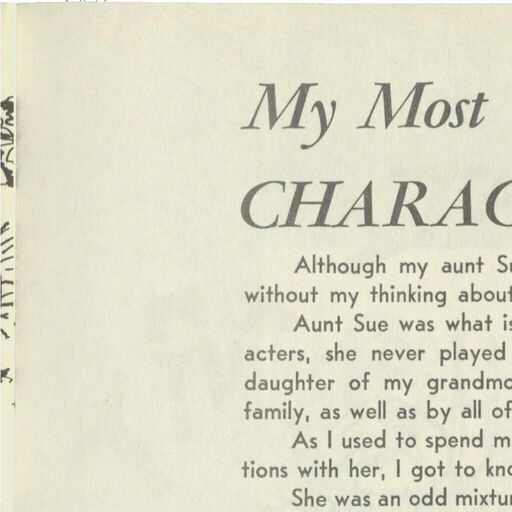 My Most
CHARAC
Although my aunt Su
without my thinking about
Aunt Sue was what is
acters, she never played
daughter of my grandmo
family, as well as by all of
As I used to spend m
tions with her, I got to kno
She was an odd mixtur